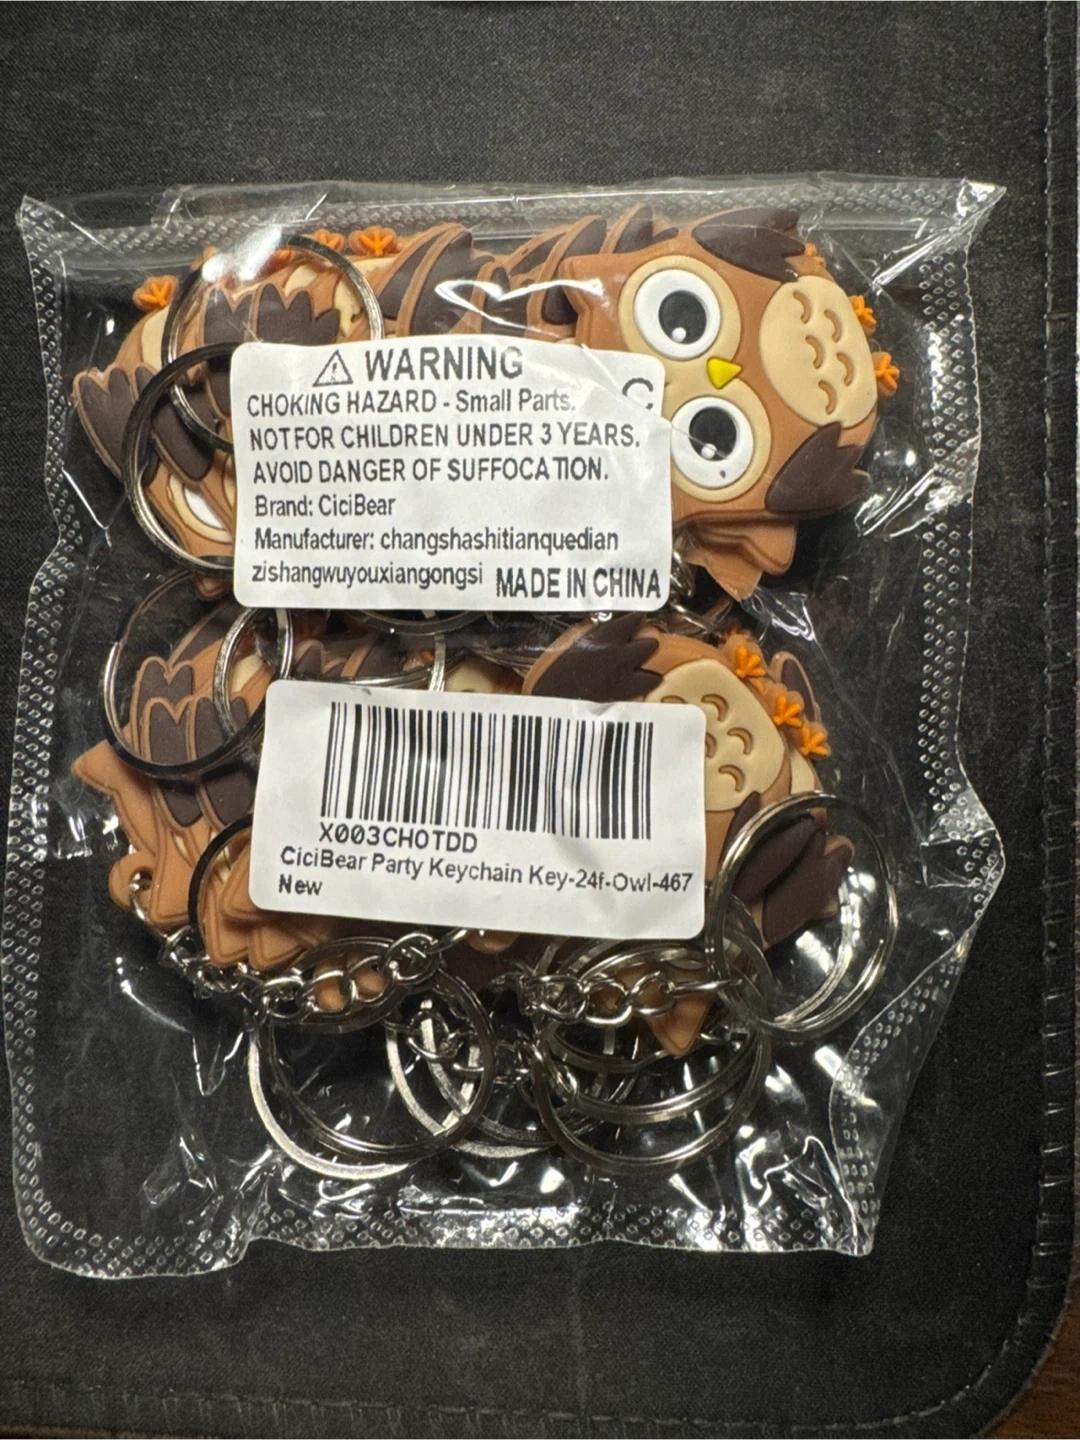 ⚠ WARNING
CHOKING HAZARD - Small Parts.
NOT FOR CHILDREN UNDER 3 YEARS.
AVOID DANGER OF SUFFOCATION.
Brand: CiciBear
Manufacturer: changshashitianquedian
zishangwuyouxiangongsi MADE IN CHINA
X003CH0TDD
CiciBear Party Keychain Key-24f-Owl-467
New